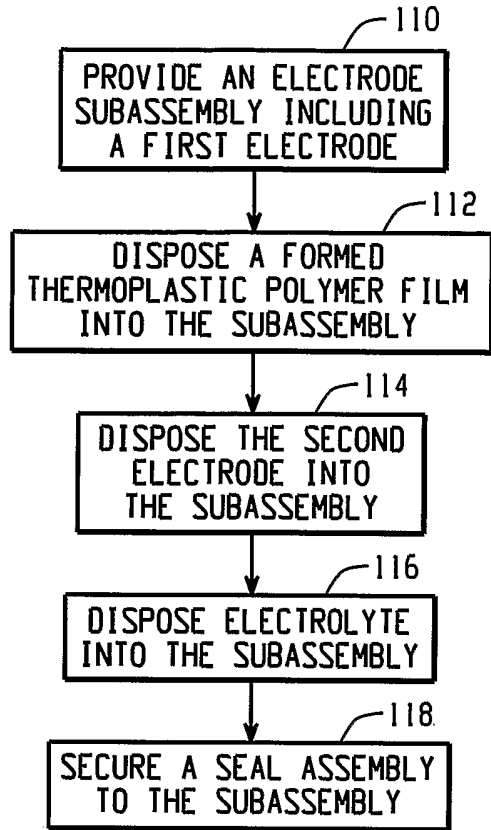 110
PROVIDE AN ELECTRODE
SUBASSEMBLY INCLUDING
A FIRST ELECTRODE
112
DISPOSE A FORMED
THERMOPLASTIC POLYMER FILM
INTO THE SUBASSEMBLY
114
DISPOSE THE SECOND
ELECTRODE INTO
THE SUBASSEMBLY
116
DISPOSE ELECTROLYTE
INTO THE SUBASSEMBLY
118
SECURE A SEAL ASSEMBLY
TO THE SUBASSEMBLY